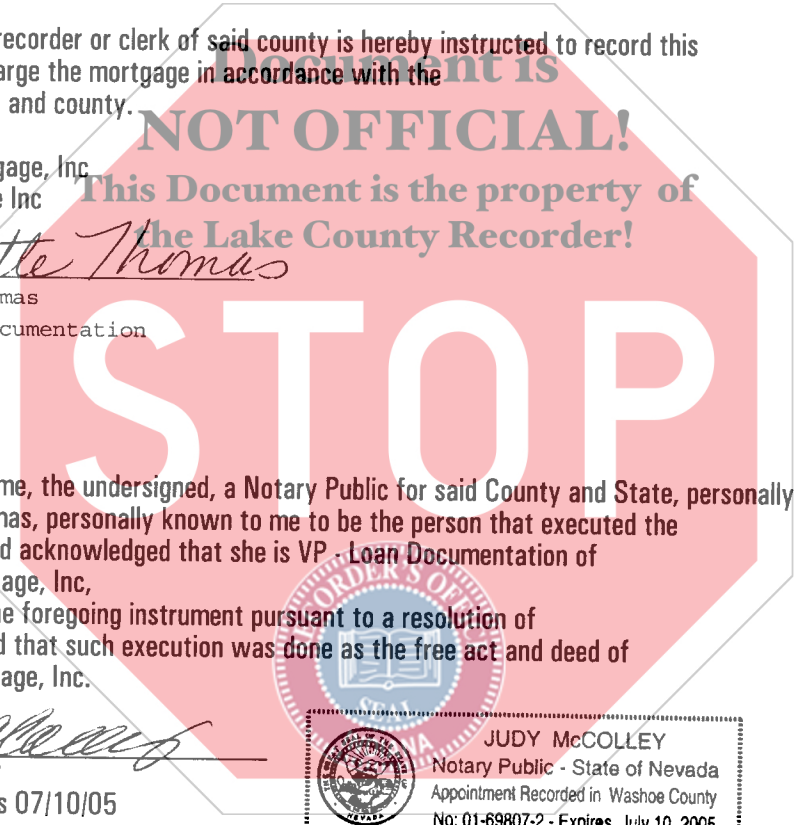 recorder or clerk of said county is hereby instructed to record this
arge the mortgage in accordance with the
and county.
Document is
NOT OFFICIAL!
This Document is the property of
the Lake County Recorder!
gage, Inc
e Inc
tte Thomas
mas
cumentation
STOP
me, the undersigned, a Notary Public for said County and State, personally
mas, personally known to me to be the person that executed the
d acknowledged that she is VP - Loan Documentation of
age, Inc,
e foregoing instrument pursuant to a resolution of
d that such execution was done as the free act and deed of
age, Inc.
SEAL
s 07/10/05
JUDY McCOLLEY
Notary Public - State of Nevada
Appointment Recorded in Washoe County
No: 01-69807-2 - Expires July 10, 2005
NEVADA